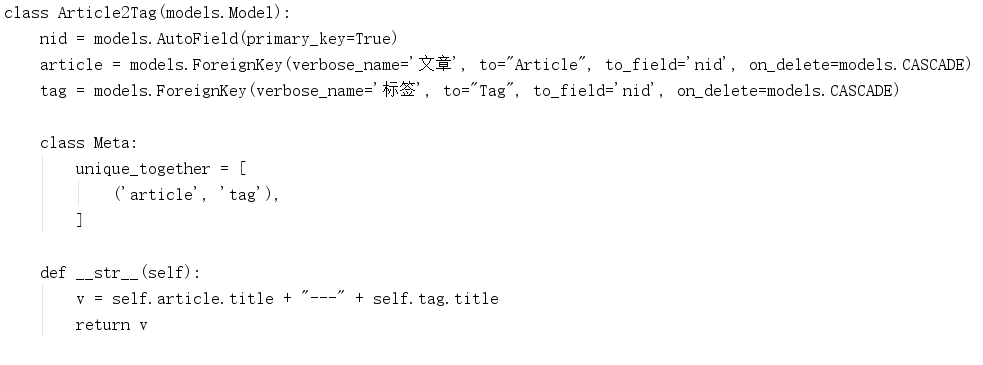 class Article2Tag(models.Model):
    nid = models.AutoField(primary_key=True)
    article = models.ForeignKey(verbose_name='文章', to="Article", to_field='nid', on_delete=models.CASCADE)
    tag = models.ForeignKey(verbose_name='标签', to="Tag", to_field='nid', on_delete=models.CASCADE)

    class Meta:
        unique_together = [
            ('article', 'tag'),
        ]

    def __str__(self):
        v = self.article.title + "---" + self.tag.title
        return v